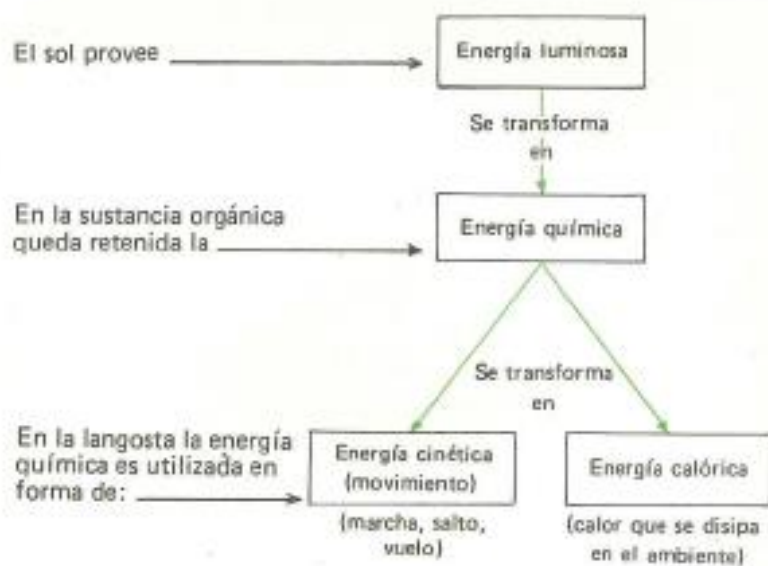 El sol provee
Energía luminosa
Se transforma
en
En la sustancia orgánica
queda retenida la
Energía química
Se transforma
en
En la langosta la energía
química es utilizada en
forma de:
Energía cinética
(movimiento)
(marcha, salto,
vuelo)
Energía calórica
(calor que se disipa
en el ambiente)